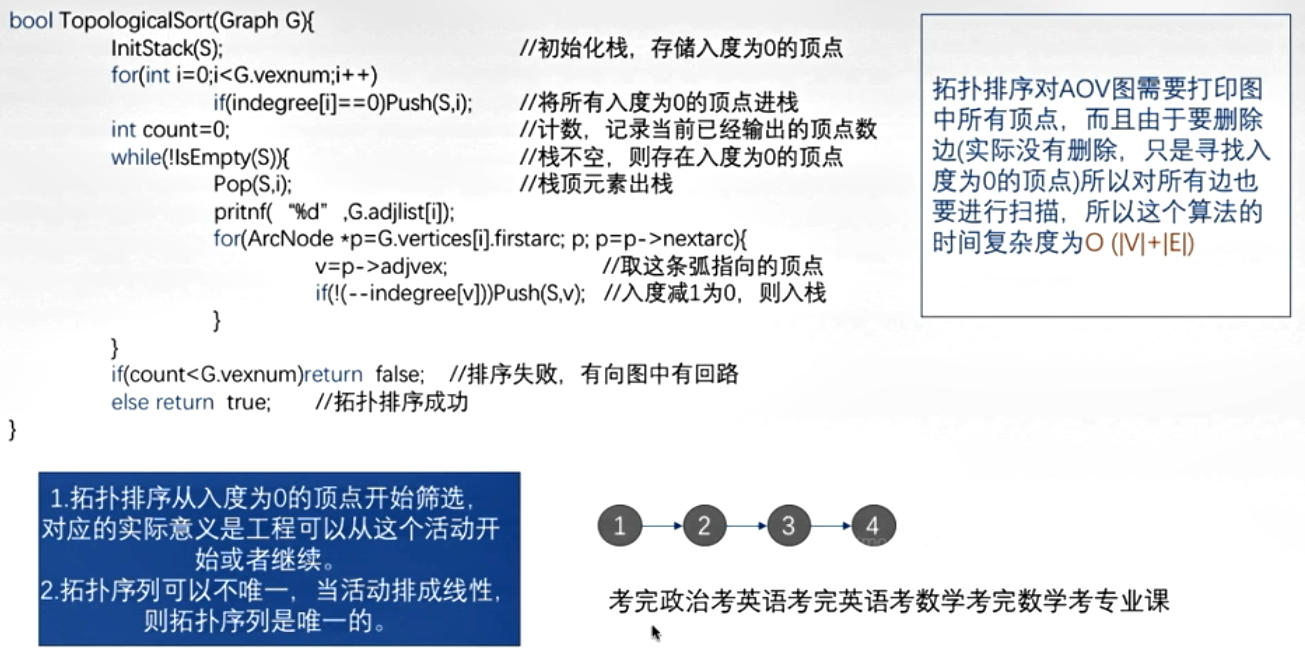 bool TopologicalSort(Graph G){
InitStack(S); //初始化栈，存储入度为0的顶点
for(int i=0;i<G.vexnum;i++)
if(indegree[i]==0)Push(S,i); //将所有入度为0的顶点进栈
int count=0; //计数，记录当前已经输出的顶点数
while(!IsEmpty(S)){ //栈不空，则存在入度为0的顶点
Pop(S,i); //栈顶元素出栈
pritnf( “%d” ,G.adjlist[i]);
for(ArcNode *p=G.vertices[i].firstarc; p; p=p->nextarc){
v=p->adjvex; //取这条弧指向的顶点
if(!(--indegree[v]))Push(S,v); //入度减1为0，则入栈
}
}
if(count<G.vexnum)return false; //排序失败，有向图中有回路
else return true; //拓扑排序成功
}
拓扑排序对AOV图需要打印图
中所有顶点，而且由于要删除
边(实际没有删除，只是寻找入
度为0的顶点)所以对所有边也
要进行扫描，所以这个算法的
时间复杂度为O (|V|+|E|)
1.拓扑排序从入度为0的顶点开始筛选，
对应的实际意义是工程可以从这个活动开
始或者继续。
2.拓扑序列可以不唯一，当活动排成线性，
则拓扑序列是唯一的。
1 2 3 4
考完政治考英语考完英语考数学考完数学考专业课